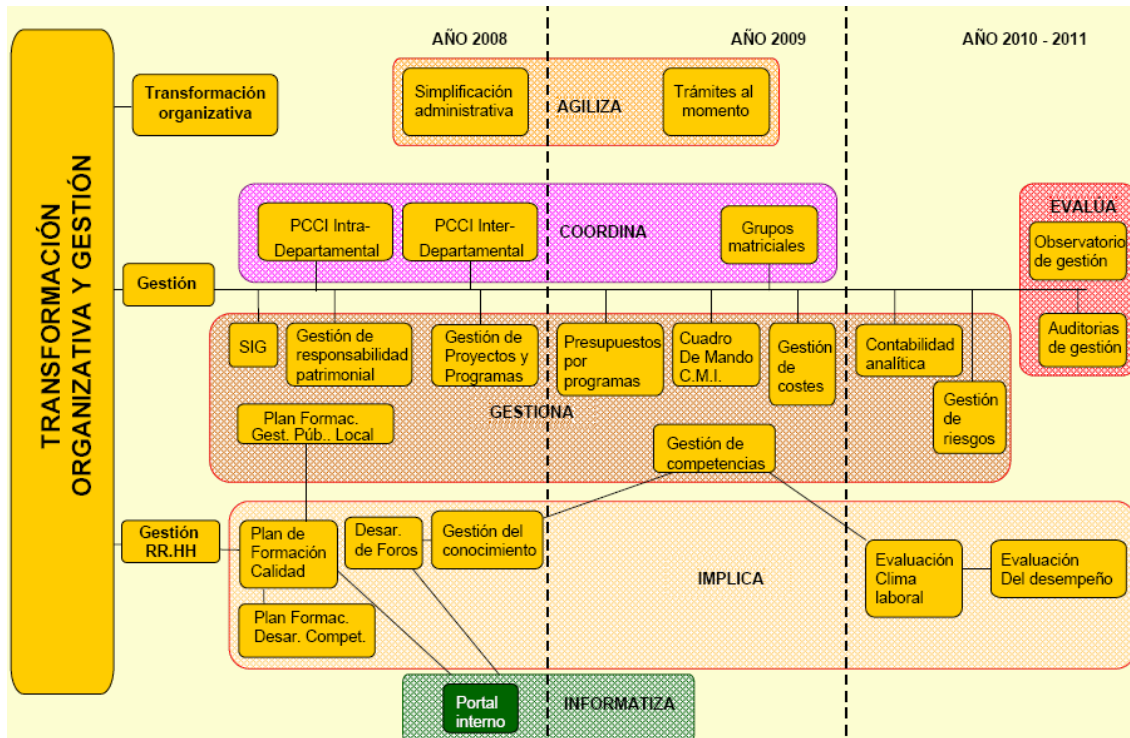 TRANSFORMACIÓN
ORGANIZATIVA Y GESTIÓN
AÑO 2008
AÑO 2009
AÑO 2010 - 2011
Transformación
organizativa
Simplificación
administrativa
AGILIZA
Trámites al
momento
PCCI Intra-
Departamental
PCCI Inter-
Departamental
COORDINA
Grupos
matriciales
EVALÚA
Observatorio
de gestión
Gestión
SIG
Gestión de
responsabilidad
patrimonial
Gestión de
Proyectos y
Programas
Presupuestos
por
programas
Cuadro
De Mando
C.M.I.
Gestión
de
costes
Contabilidad
analítica
Auditorias
de gestión
Gestión
de
riesgos
Plan Formac.
Gest. Púb.. Local
GESTIONA
Gestión de
competencias
Gestión
RR.HH
Plan de
Formación
Calidad
Desar.
de Foros
Gestión del
conocimiento
IMPLICA
Evaluación
Clima
laboral
Evaluación
Del desempeño
Plan Formac.
Desar. Compet.
Portal
interno
INFORMATIZA